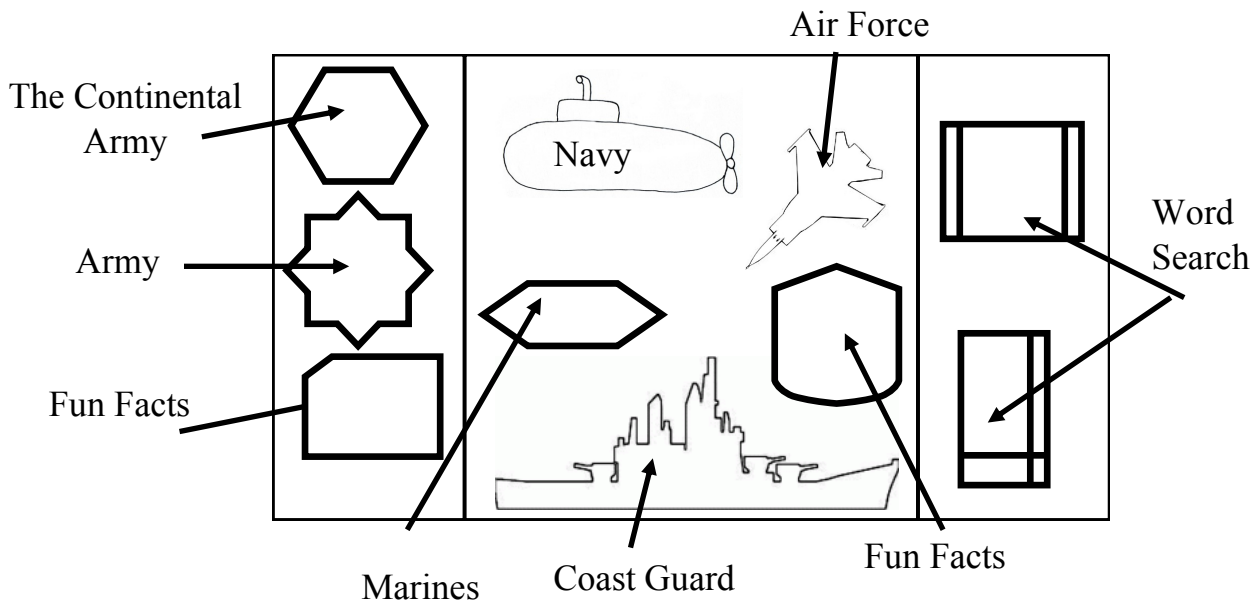 Air Force
The Continental
Army
Navy
Word
Search
Army
Fun Facts
Fun Facts
Marines
Coast Guard